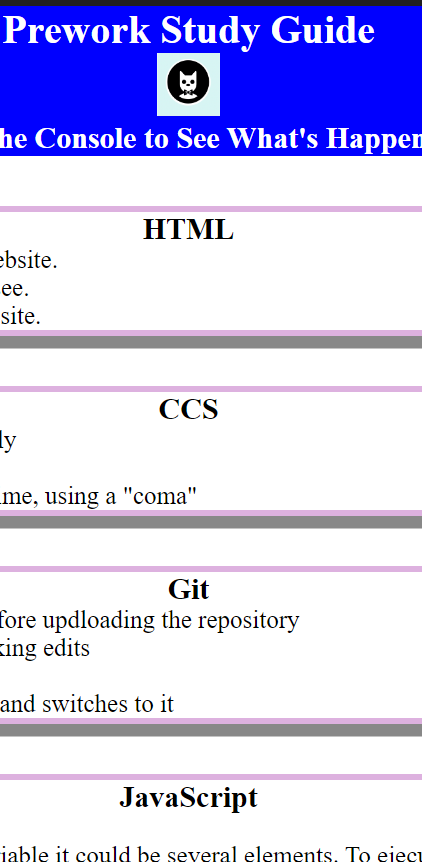 Prework Study Guide
he Console to See What's Happen
HTML
ebsite.
ee.
site.
CCS
ly
me, using a "coma"
Git
fore updloading the repository
king edits
and switches to it
JavaScript
iable it could be several elements. To ejecu